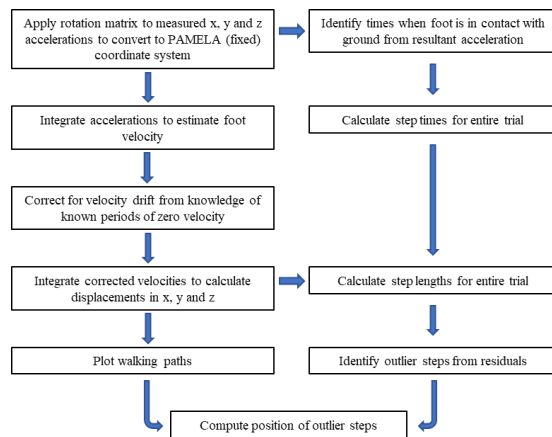 Apply rotation matrix to measured x, y and z
accelerations to convert to PAMELA (fixed)
coordinate system
Identify times when foot is in contact with
ground from resultant acceleration
Integrate accelerations to estimate foot
velocity
Calculate step times for entire trial
Correct for velocity drift from knowledge of
known periods of zero velocity
Integrate corrected velocities to calculate
displacements in x, y and z
Calculate step lengths for entire trial
Plot walking paths
Identify outlier steps from residuals
Compute position of outlier steps